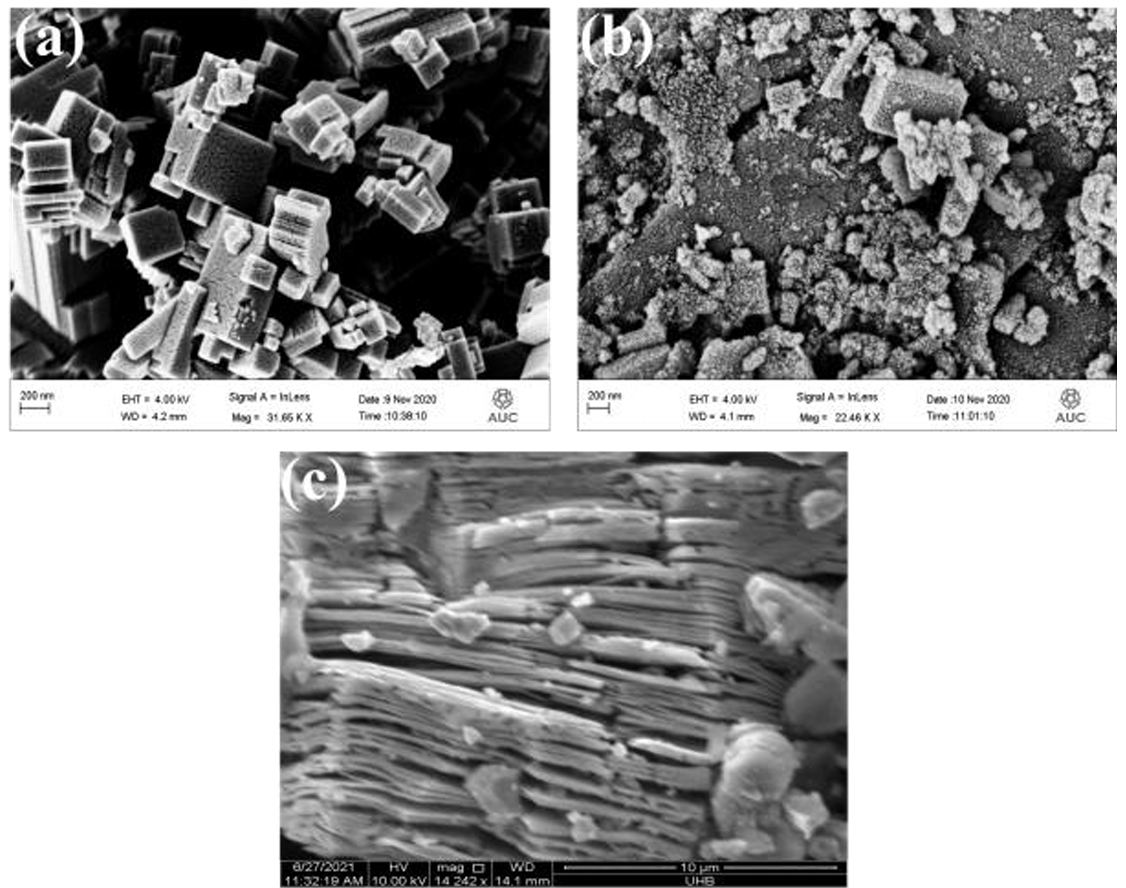 (a)
200 nm
EHT = 4.00 kV
WD = 4.2 mm
Signal A = InLens
Mag = 31.65 K X
Date :9 Nov 2020
Time :10:38:10
AUC
(b)
200 nm
EHT = 4.00 kV
WD = 4.1 mm
Signal A = InLens
Mag = 22.46 K X
Date :10 Nov 2020
Time :11:01:10
AUC
(c)
6/27/2021
11:32:19 AM
HV
10.00 kV
mag
14 242 x
WD
14.1 mm
10 µm
UHB